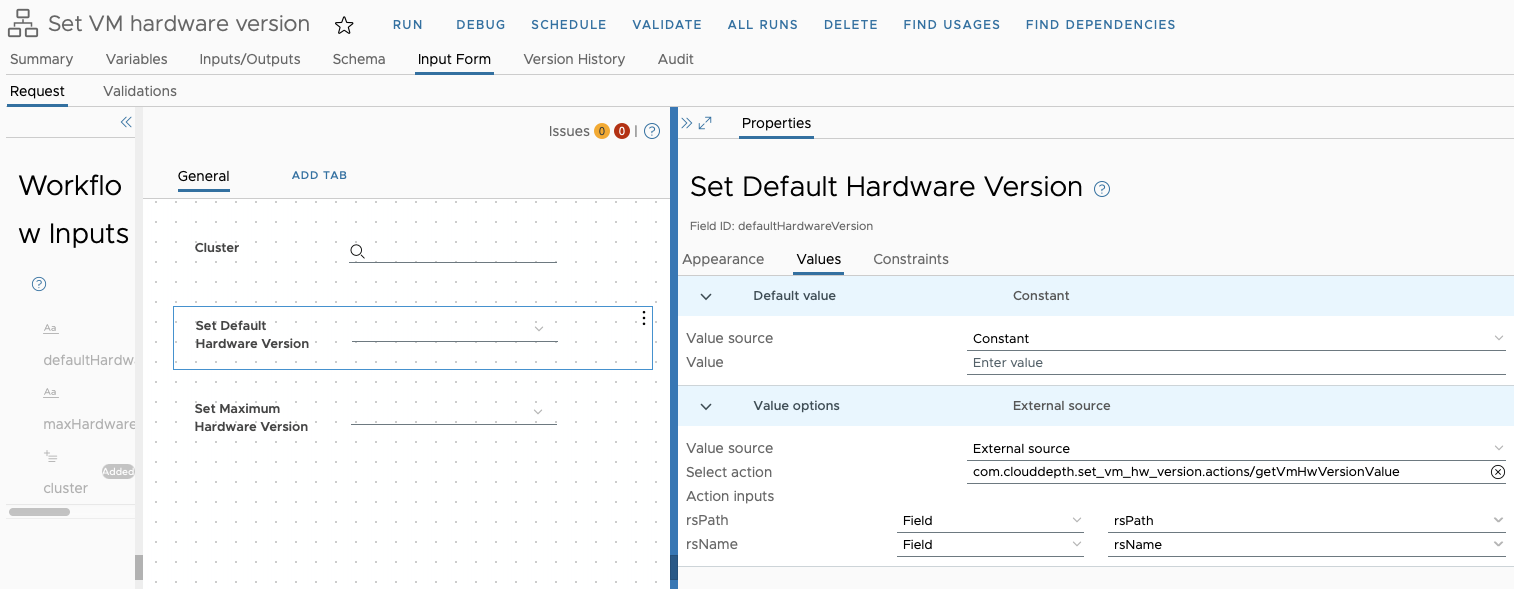 Set VM hardware version RUN DEBUG SCHEDULE VALIDATE ALL RUNS DELETE FIND USAGES FIND DEPENDENCIES
Summary Variables Inputs/Outputs Schema Input Form Version History Audit
Request Validations
Workflo
w Inputs
?
Aa
defaultHardw
Aa
maxHardware
Added
cluster
Issues 0 0 | ?
General ADD TAB
Cluster
Set Default
Hardware Version
Set Maximum
Hardware Version
Properties
Set Default Hardware Version ?
Field ID: defaultHardwareVersion
Appearance Values Constraints
Default value Constant
Value source Constant
Value Enter value
Value options External source
Value source External source
Select action com.clouddepth.set_vm_hw_version.actions/getVmHwVersionValue
Action inputs
rsPath Field rsPath
rsName Field rsName